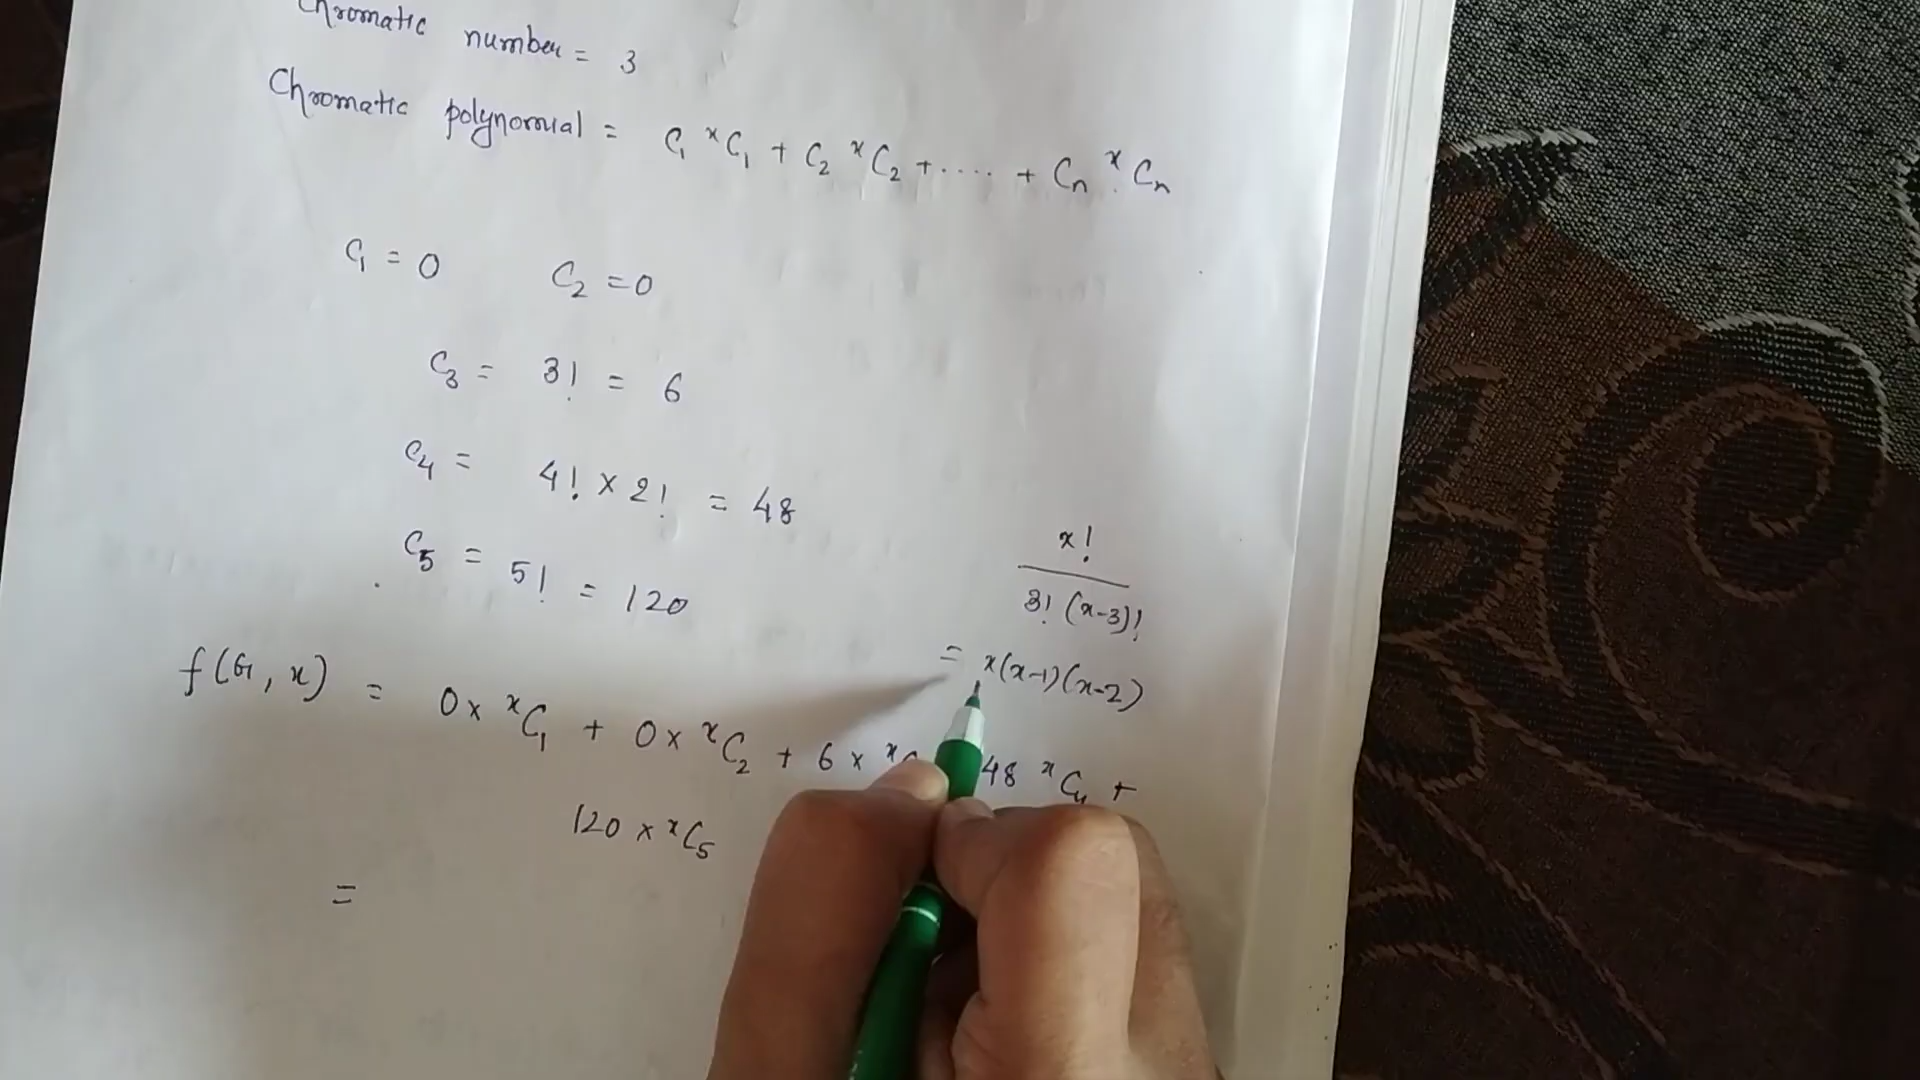 Chromatic number = 3
Chromatic polynomial = C₁ ˣC₁ + C₂ ˣC₂ + .... + Cₙ ˣCₙ
C₁ = 0 C₂ = 0
C₃ = 3! = 6
C₄ = 4! × 2! = 48
C₅ = 5! = 120
x!
3! (x-3)!
= x(x-1)(x-2)
f(G, x) = 0× ˣC₁ + 0× ˣC₂ + 6 × ˣC 48 ˣC₄ +
120 × ˣC₅
=